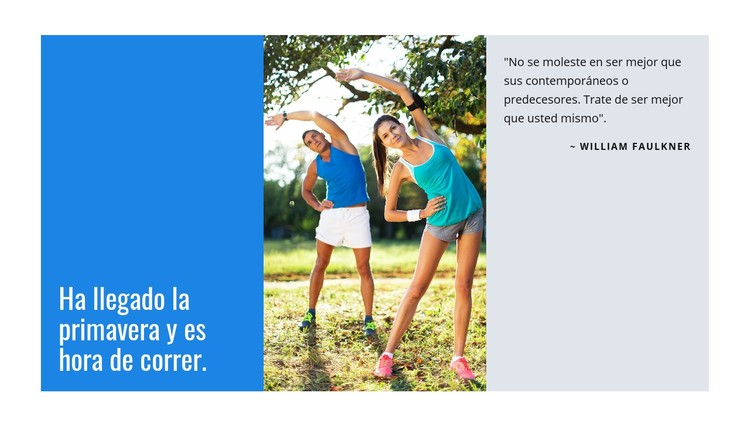 Ha llegado la
primavera y es
hora de correr.
"No se moleste en ser mejor que
sus contemporáneos o
predecesores. Trate de ser mejor
que usted mismo".
~ WILLIAM FAULKNER